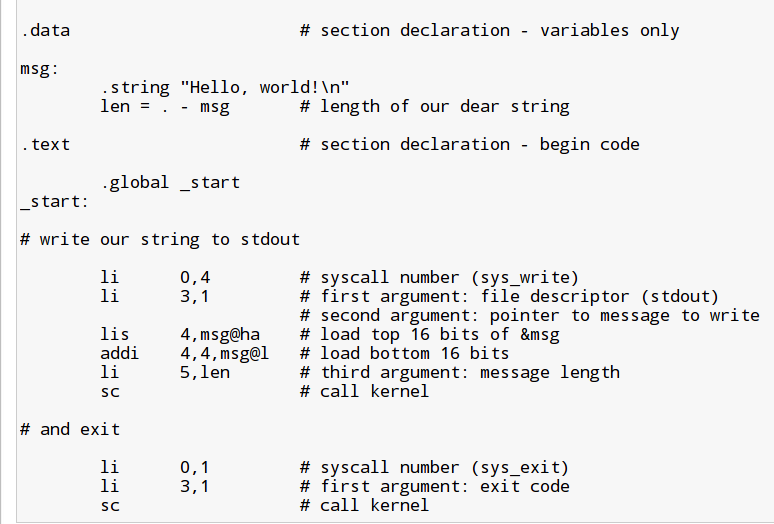 .data                       # section declaration - variables only
msg:
        .string "Hello, world!\n"
        len = . - msg       # length of our dear string
.text                       # section declaration - begin code
        .global _start
_start:
# write our string to stdout
        li      0,4         # syscall number (sys_write)
        li      3,1         # first argument: file descriptor (stdout)
                            # second argument: pointer to message to write
        lis     4,msg@ha    # load top 16 bits of &msg
        addi    4,4,msg@l   # load bottom 16 bits
        li      5,len       # third argument: message length
        sc                  # call kernel
# and exit
        li      0,1         # syscall number (sys_exit)
        li      3,1         # first argument: exit code
        sc                  # call kernel